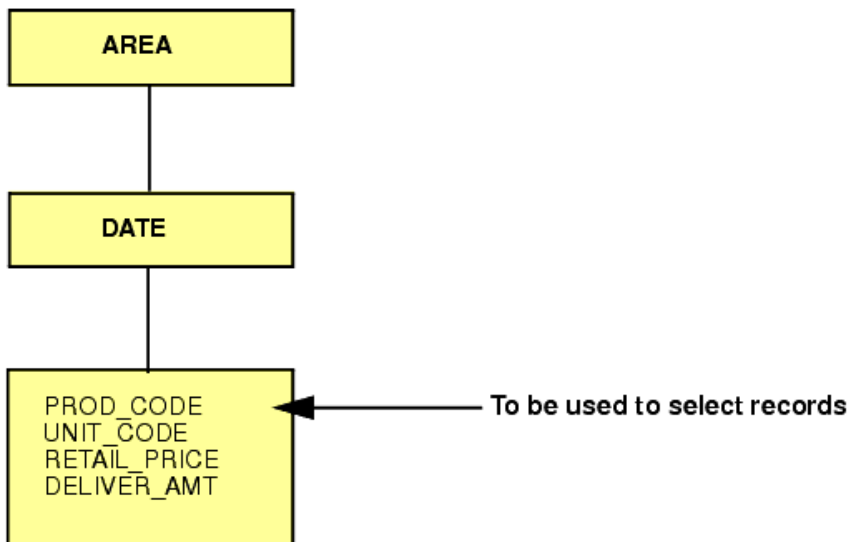 AREA
DATE
PROD_CODE
To be used to select records
UNIT_CODE
RETAIL_PRICE
DELIVER_AMT